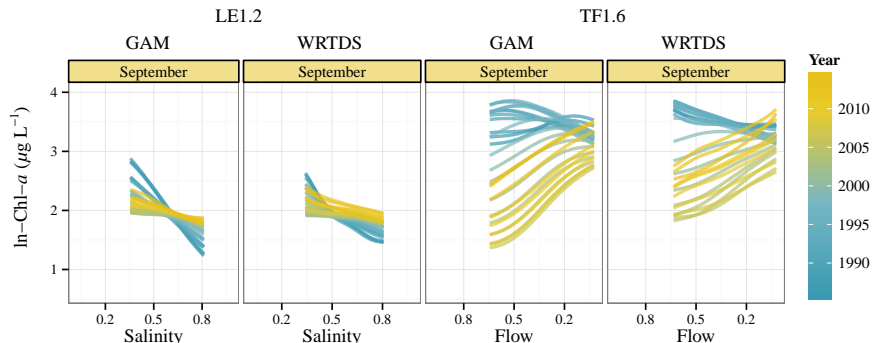 LE1.2 TF1.6
GAM WRTDS GAM WRTDS
September September September September
ln−Chl−a (µg L−1)
4
3
2
1
0.2 0.5 0.8 0.2 0.5 0.8 0.8 0.5 0.2 0.8 0.5 0.2
Salinity Salinity Flow Flow
Year
2010
2005
2000
1995
1990